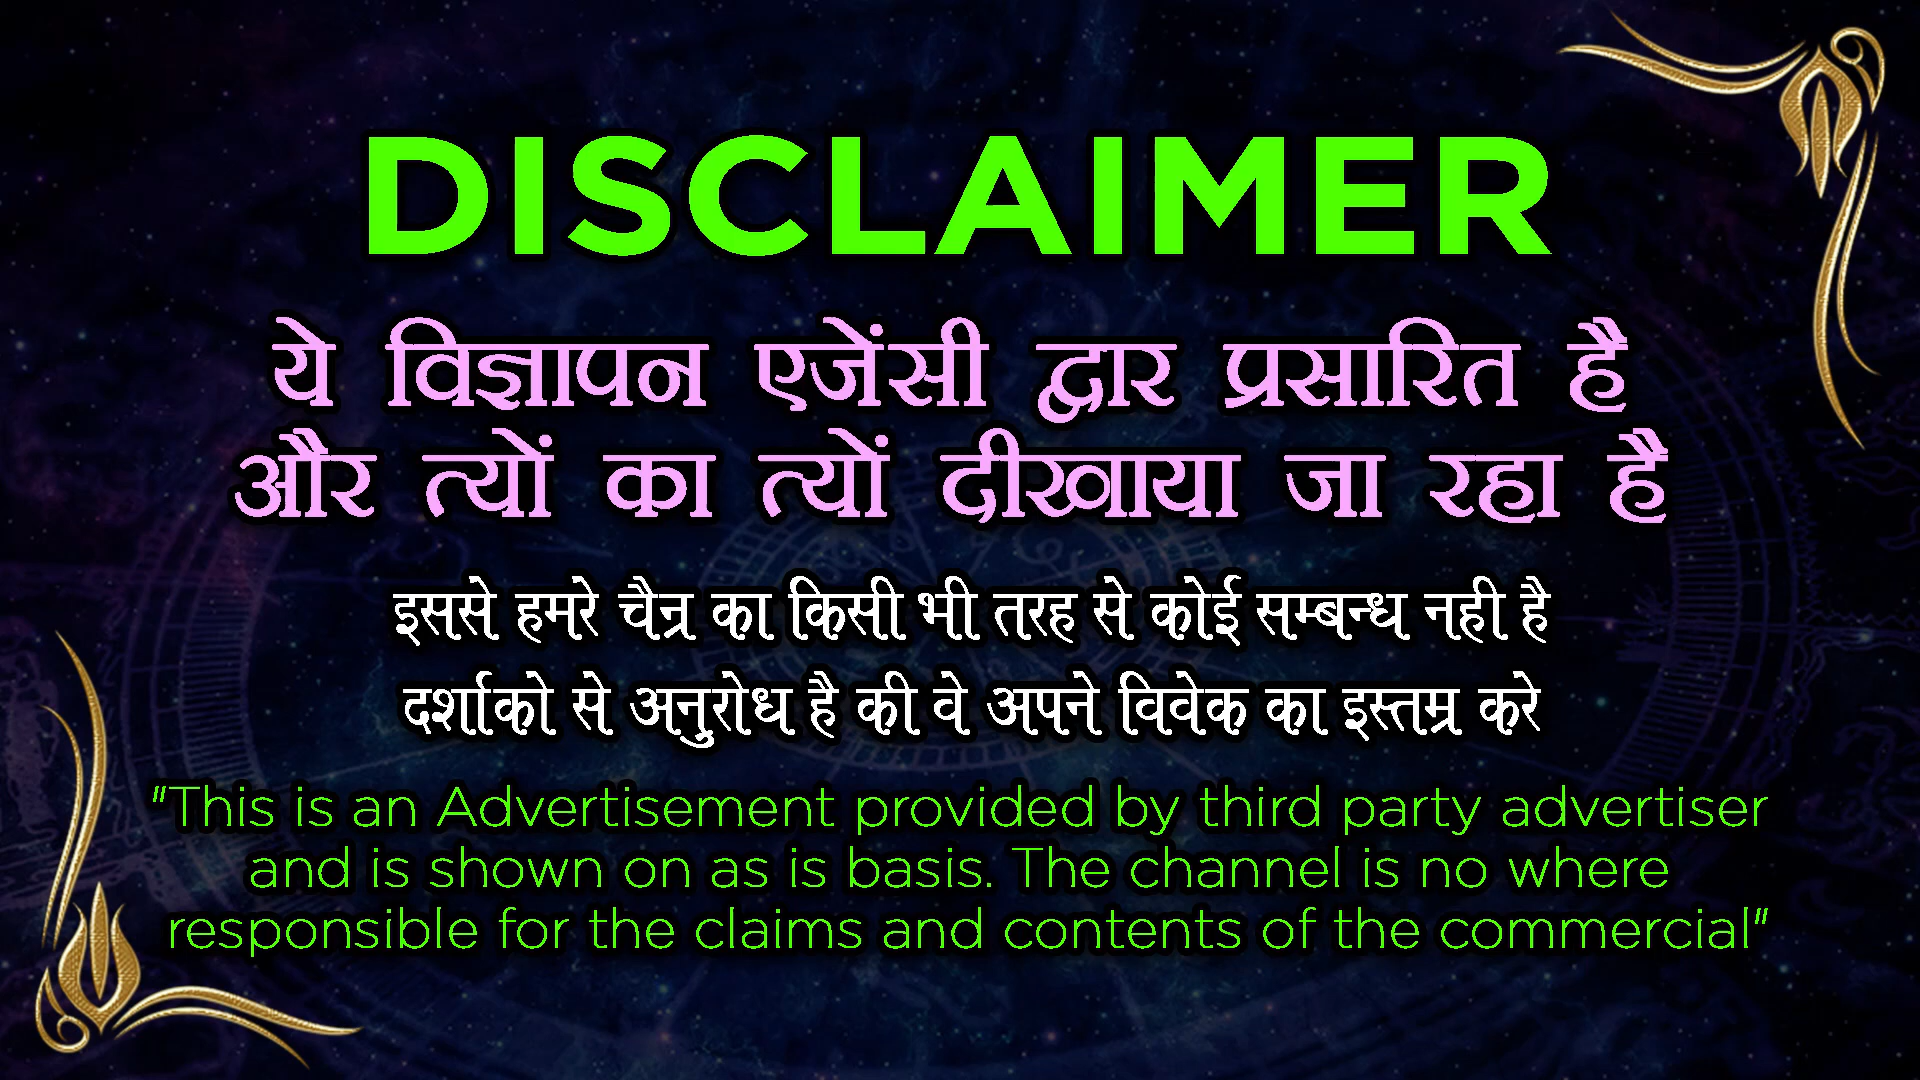 DISCLAIMER
ये विज्ञापन एजेंसी द्वार प्रसारित है
और त्यों का त्यों दीखाया जा रहा है
इससे हमरे चैन्र का किसी भी तरह से कोई सम्बन्ध नही है
दर्शाको से अनुरोध है की वे अपने विवेक का इस्तम्र करे
"This is an Advertisement provided by third party advertiser
and is shown on as is basis. The channel is no where
responsible for the claims and contents of the commercial"